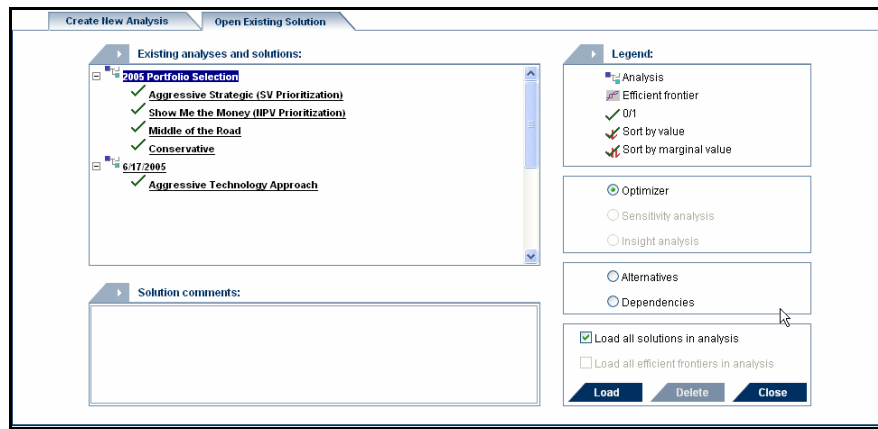 Create New Analysis
Open Existing Solution
Existing analyses and solutions:
2005 Portfolio Selection
Aggressive Strategic (SV Prioritization)
Show Me the Money (NPV Prioritization)
Middle of the Road
Conservative
6/17/2005
Aggressive Technology Approach
Solution comments:
Legend:
Analysis
Efficient frontier
0/1
Sort by value
Sort by marginal value
Optimizer
Sensitivity analysis
Insight analysis
Alternatives
Dependencies
Load all solutions in analysis
Load all efficient frontiers in analysis
Load
Delete
Close